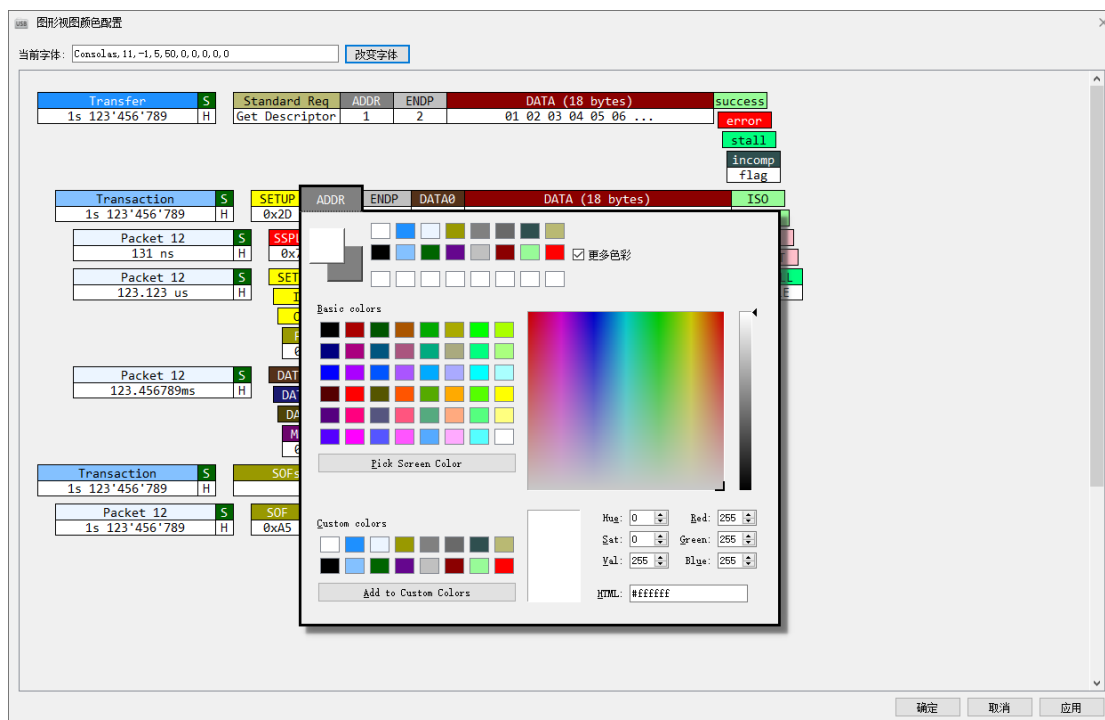 USB 图形视图颜色配置
当前字体: Consolas,11,-1,5,50,0,0,0,0,0 改变字体
Transfer S Standard Req ADDR ENDP DATA (18 bytes) success
1s 123'456'789 H Get Descriptor 1 2 01 02 03 04 05 06 ... error
stall
incomp
flag
Transaction S SETUP ADDR ENDP DATA0 DATA (18 bytes) ISO
1s 123'456'789 H 0x2D
Packet 12 S
131 ns H
更多色彩
Packet 12 S
123.123 us H
Basic colors
Packet 12 S
123.456789ms H
Pick Screen Color
Transaction S SOFs
1s 123'456'789 H
Packet 12 S SOF
1s 123'456'789 H 0xA5
Custom colors
Add to Custom Colors
Hue: 0 Red: 255
Sat: 0 Green: 255
Val: 255 Blue: 255
HTML: #ffffff
确定 取消 应用